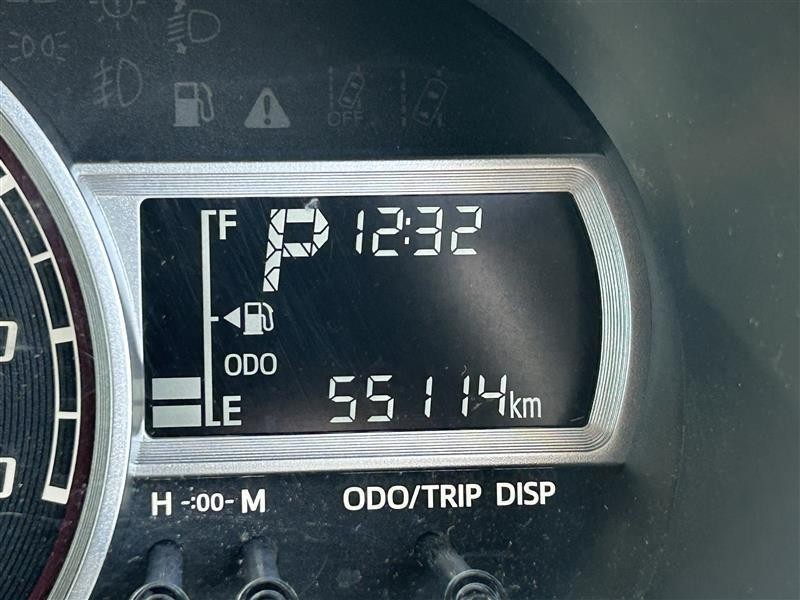 OFF
F P 12:32
ODO
E 55114km
H -:00- M ODO/TRIP DISP